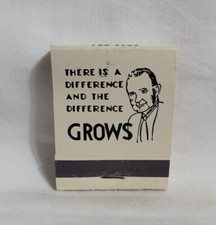 THERE IS A
DIFFERENCE
AND THE
DIFFERENCE
GROWS